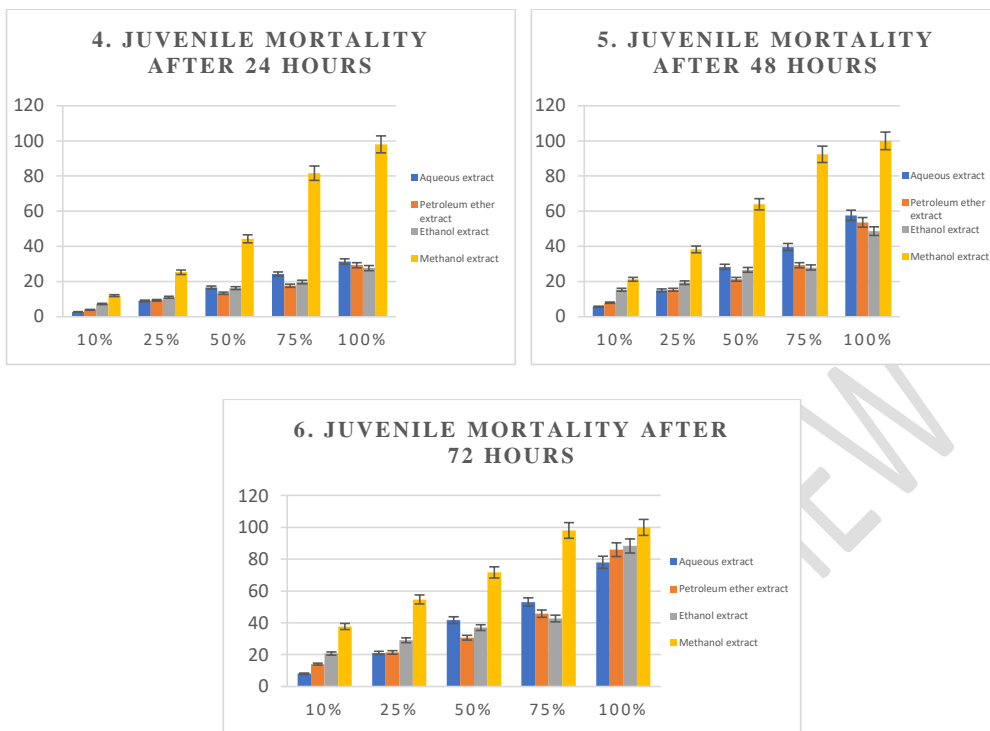 4. JUVENILE MORTALITY
AFTER 24 HOURS
120
100
80
60
40
20
0
10% 25% 50% 75% 100%
Aqueous extract
Petroleum ether
extract
Ethanol extract
Methanol extract
5. JUVENILE MORTALITY
AFTER 48 HOURS
120
100
80
60
40
20
0
10% 25% 50% 75% 100%
Aqueous extract
Petroleum ether
extract
Ethanol extract
Methanol extract
6. JUVENILE MORTALITY AFTER
72 HOURS
120
100
80
60
40
20
0
10% 25% 50% 75% 100%
Aqueous extract
Petroleum ether extract
Ethanol extract
Methanol extract